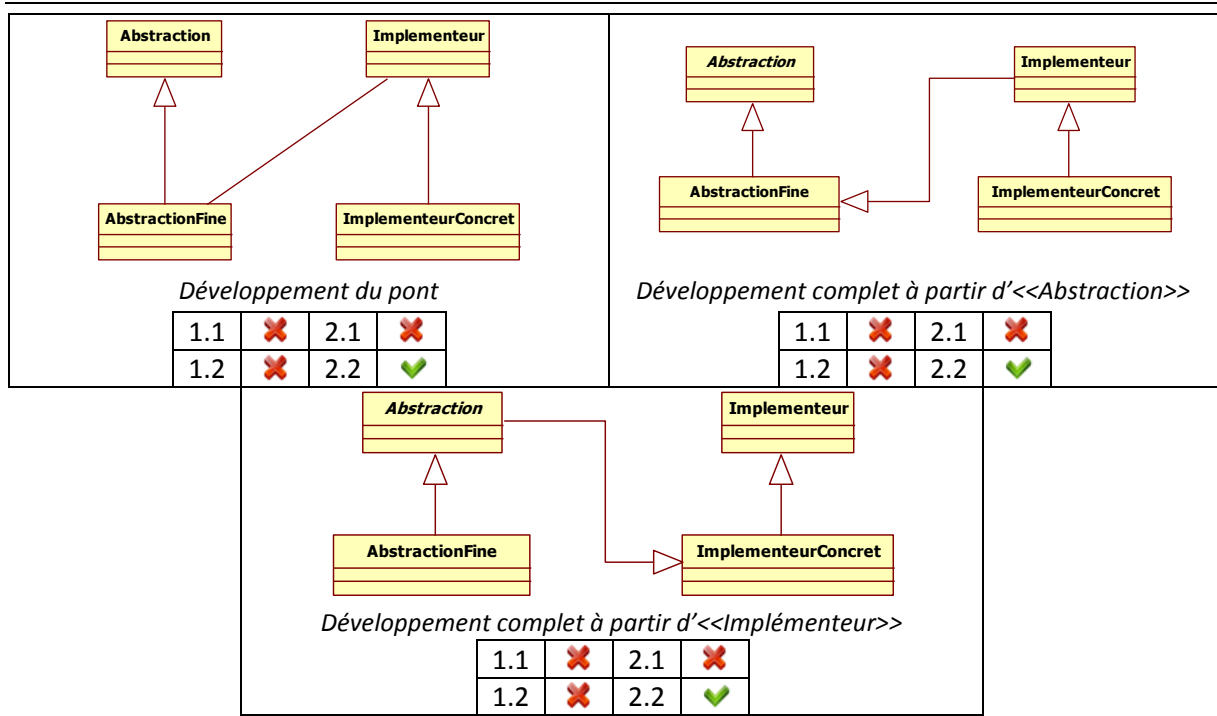 Abstraction
Implementeur
AbstractionFine
ImplementeurConcret
Développement du pont
1.1 2.1
1.2 2.2
Abstraction
Implementeur
AbstractionFine
ImplementeurConcret
Développement complet à partir d’<<Abstraction>>
1.1 2.1
1.2 2.2
Abstraction
Implementeur
AbstractionFine
ImplementeurConcret
Développement complet à partir d’<<Implémenteur>>
1.1 2.1
1.2 2.2